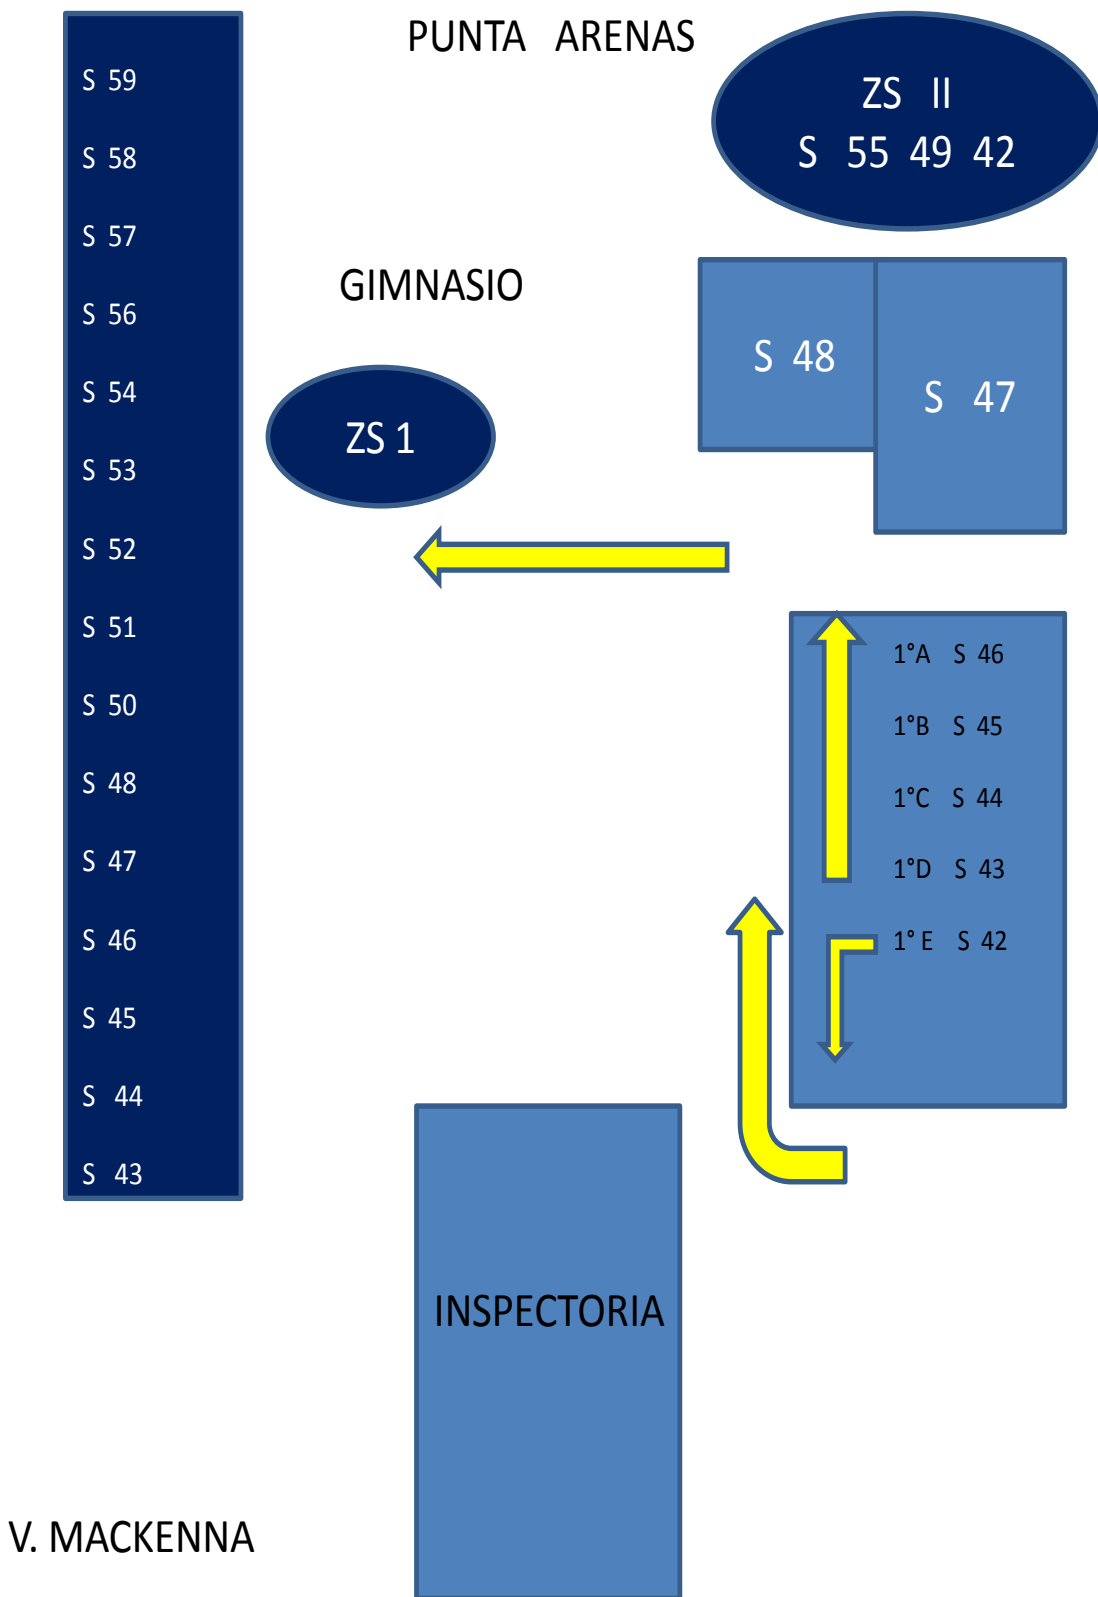 PUNTA ARENAS
ZS II
S 55 49 42
S 59
S 58
S 57
S 56
S 54
S 53
S 52
S 51
S 50
S 48
S 47
S 46
S 45
S 44
S 43
GIMNASIO
ZS 1
S 48
S 47
1°A S 46
1°B S 45
1°C S 44
1°D S 43
1° E S 42
INSPECTORIA
V. MACKENNA